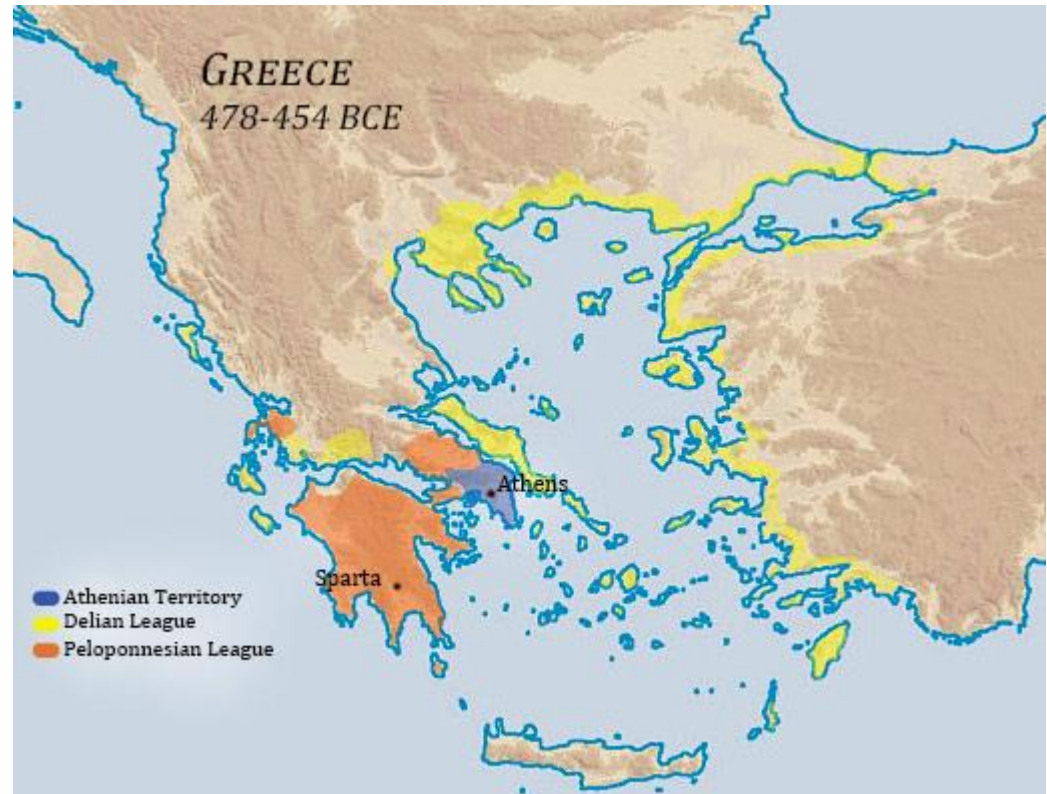 GREECE
478-454 BCE
Athens
Sparta
Athenian Territory
Delian League
Peloponnesian League